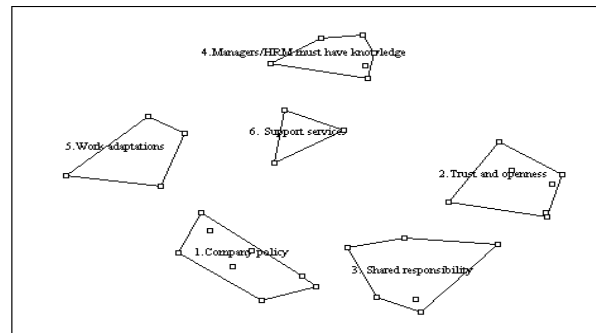 4.Managers/HRM must have knowledge
6. Support services
5.Work adaptations
2.Trust and openness
1.Company policy
3. Shared responsibility